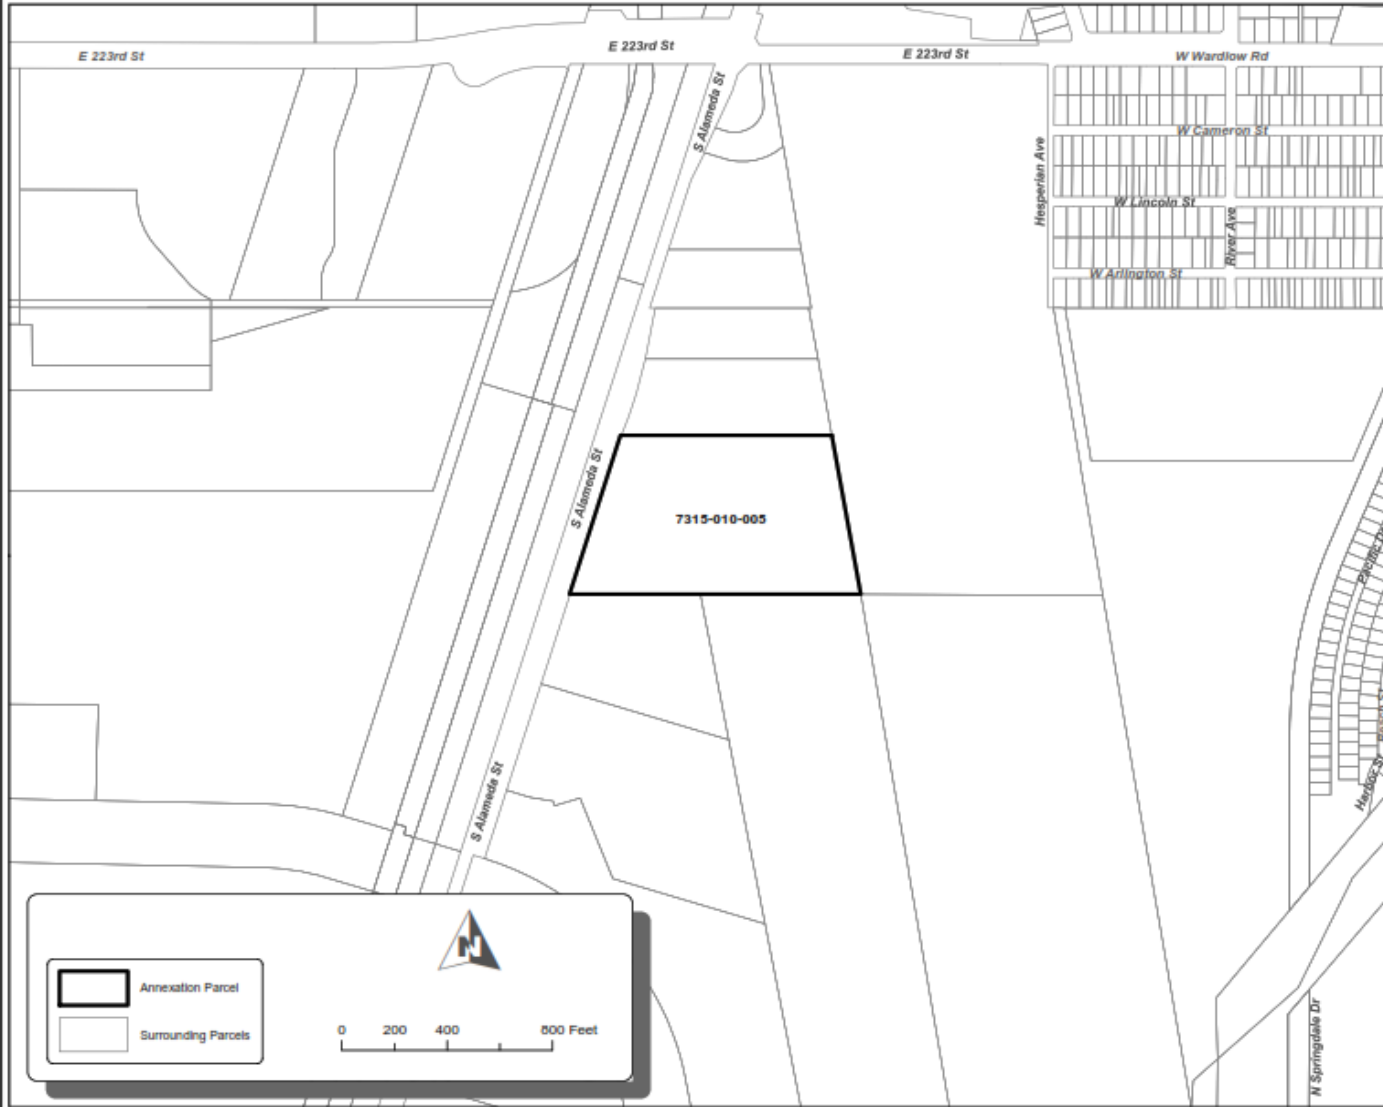 E 223rd St
E 223rd St
E 223rd St
W Wardlow Rd
S Alameda St
W Cameron St
Hesperian Ave
W Lincoln St
River Ave
W Arlington St
S Alameda St
7315-010-005
Pacific Dr
S Alameda St
Harbor St
N
Annexation Parcel
Surrounding Parcels
0 200 400 800 Feet
N Springdale Dr